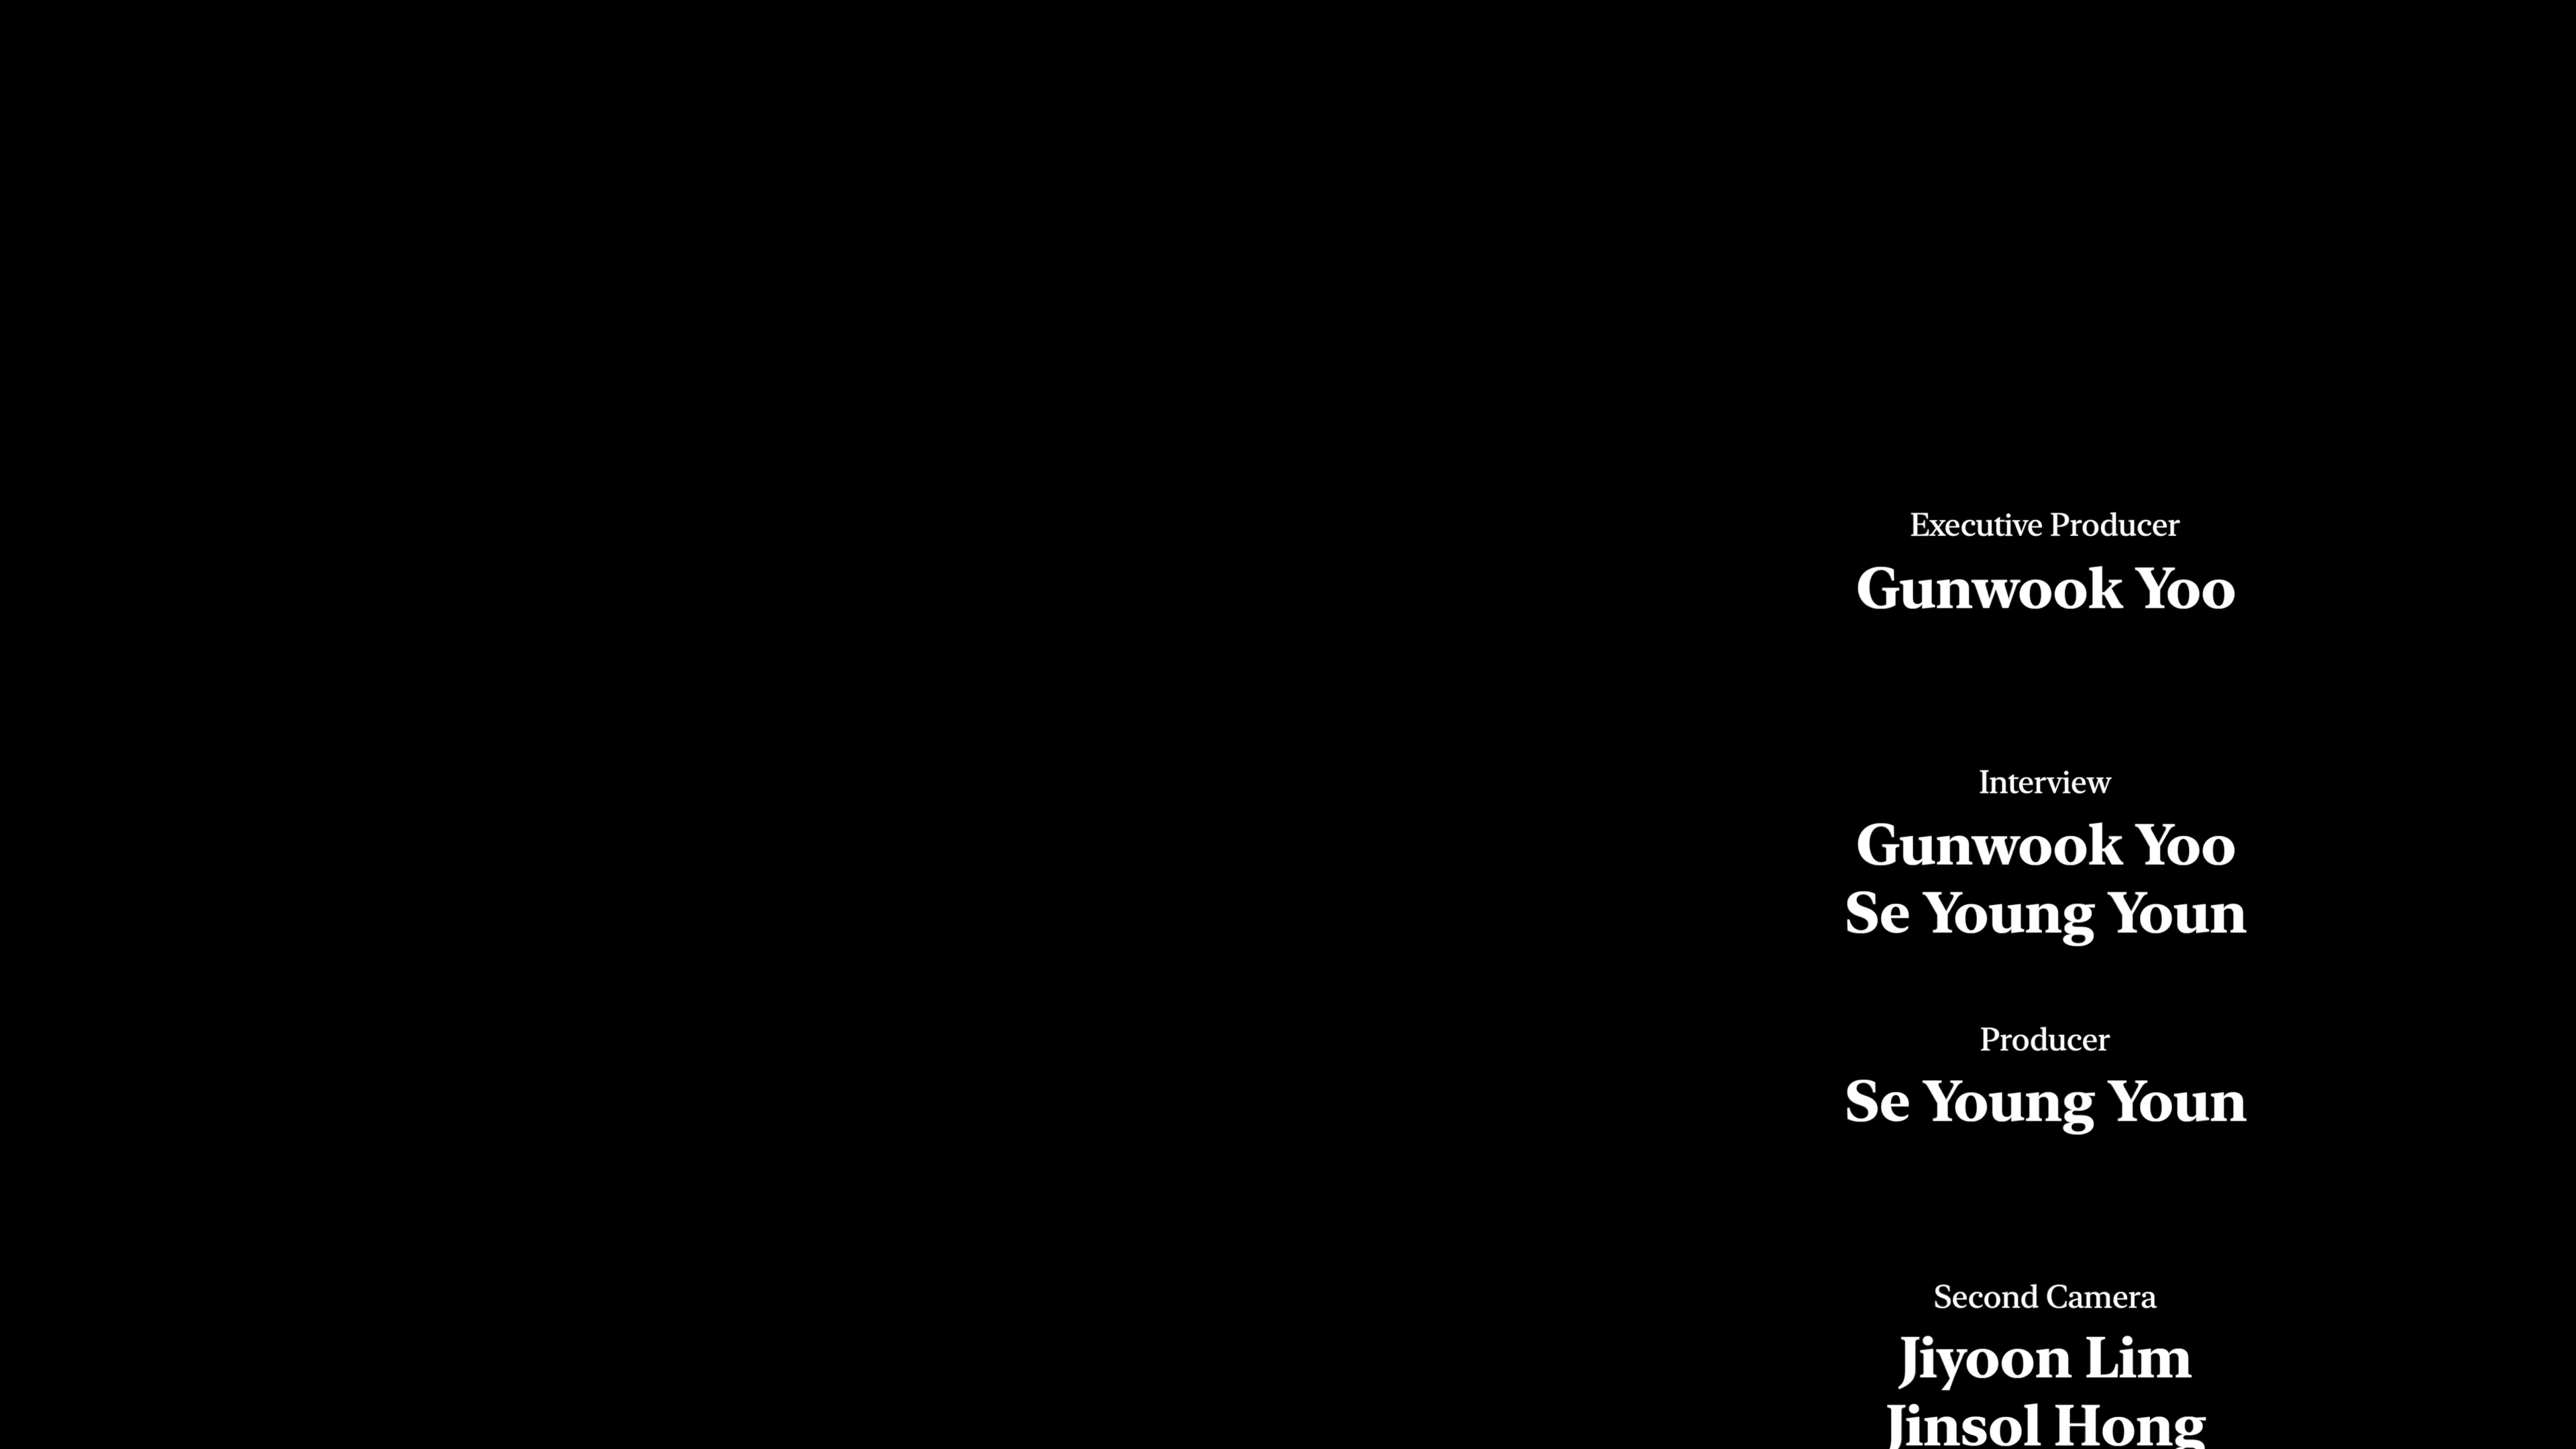 Executive Producer
Gunwook Yoo
Interview
Gunwook Yoo
Se Young Youn
Producer
Se Young Youn
Second Camera
Jiyoon Lim
Jinsol Hong